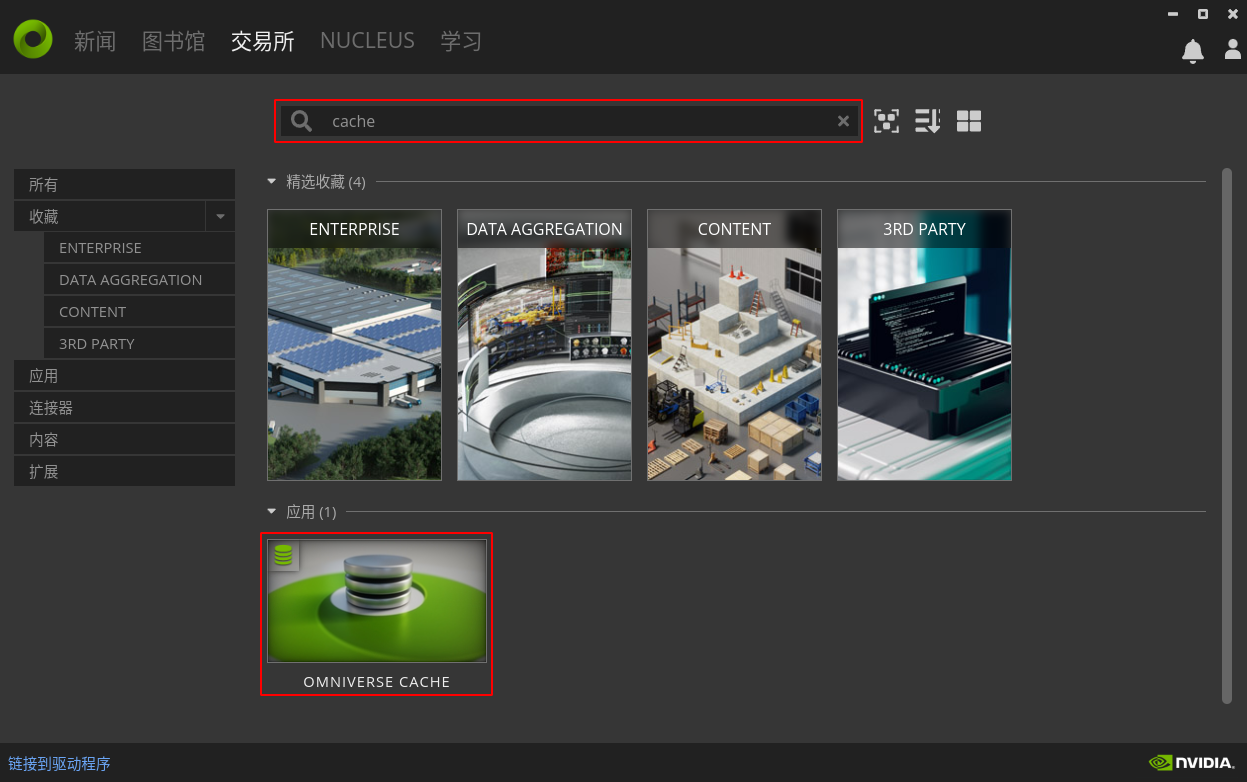 新闻 图书馆 交易所 NUCLEUS 学习
cache
所有
收藏
ENTERPRISE
DATA AGGREGATION
CONTENT
3RD PARTY
应用
连接器
内容
扩展
精选收藏 (4)
ENTERPRISE DATA AGGREGATION CONTENT 3RD PARTY
应用 (1)
OMNIVERSE CACHE
链接到驱动程序
NVIDIA.